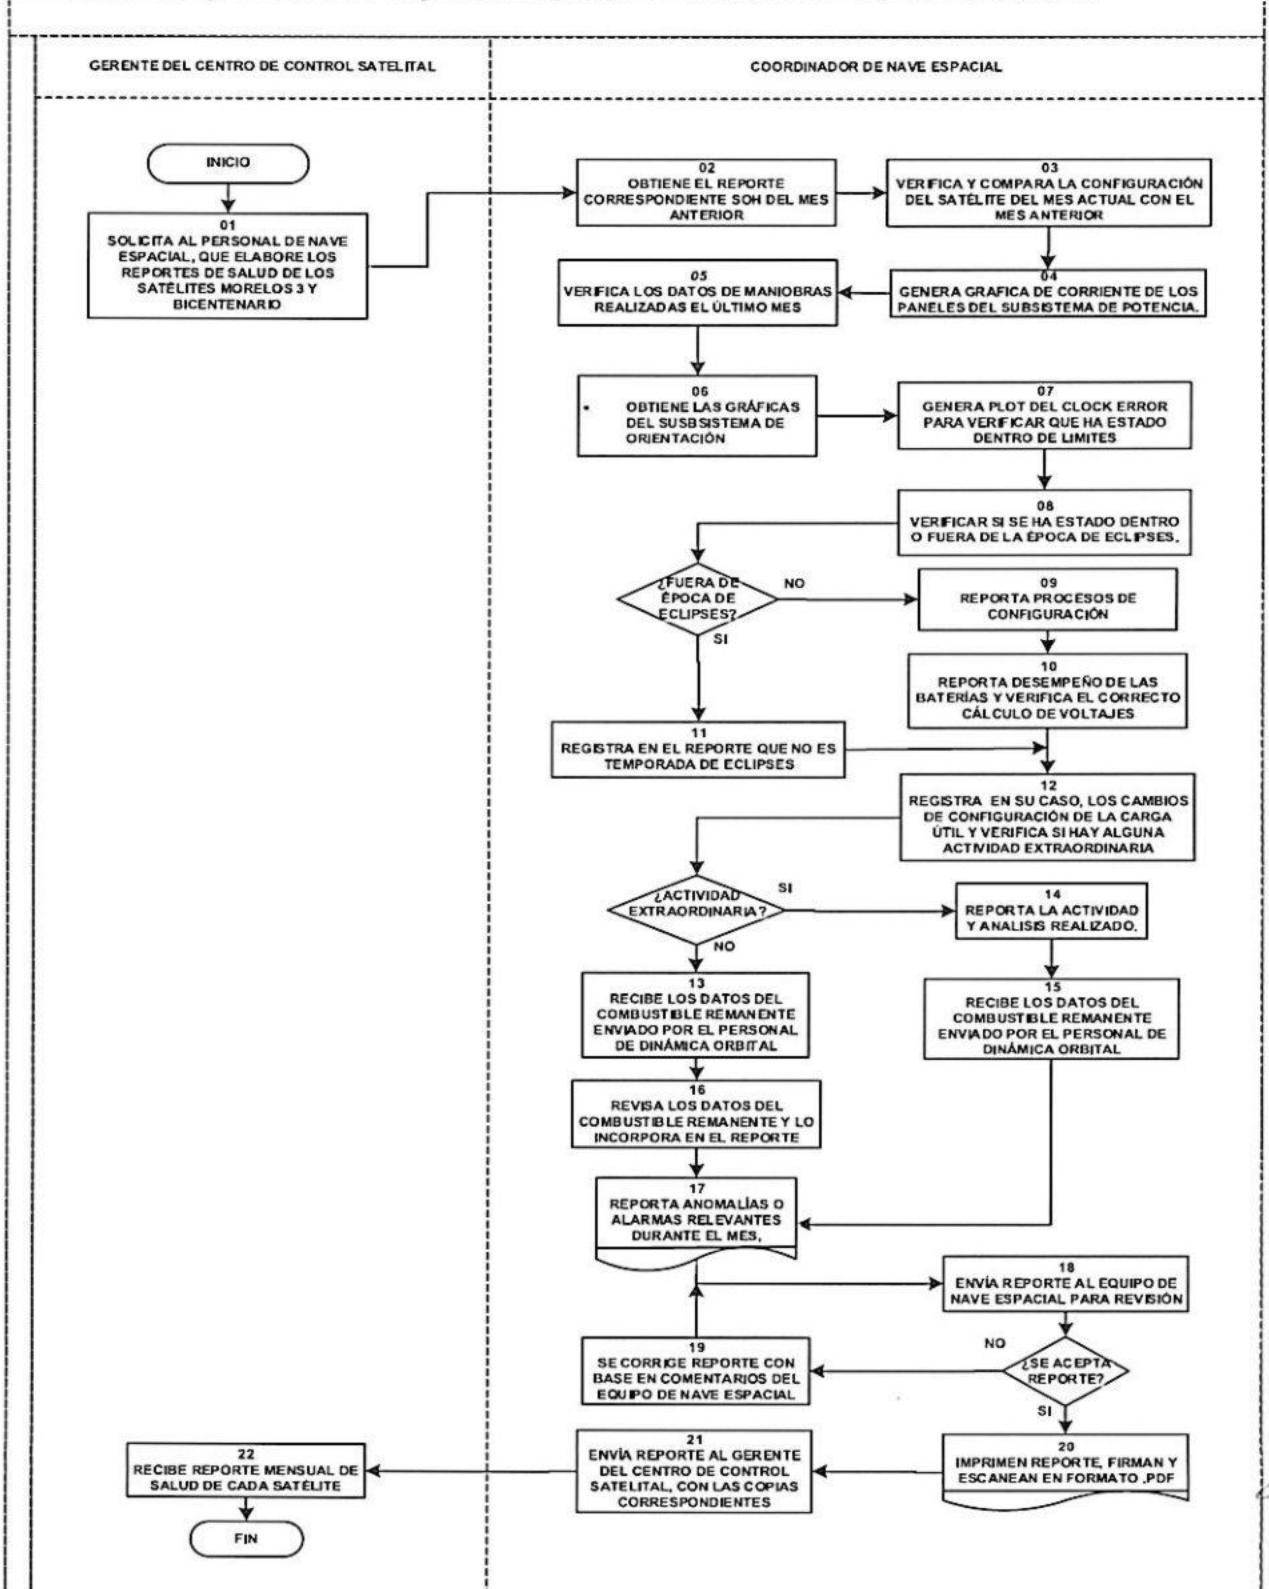 GERENTE DEL CENTRO DE CONTROL SATELITAL
COORDINADOR DE NAVE ESPACIAL
INICIO
01
SOLICITA AL PERSONAL DE NAVE
ESPACIAL, QUE ELABORE LOS
REPORTES DE SALUD DE LOS
SATÉLITES MORELOS 3 Y
BICENTENARIO
02
OBTIENE EL REPORTE
CORRESPONDIENTE SOH DEL MES
ANTERIOR
03
VERIFICA Y COMPARA LA CONFIGURACIÓN
DEL SATÉLITE DEL MES ACTUAL CON EL
MES ANTERIOR
04
GENERA GRAFICA DE CORRIENTE DE LOS
PANELES DEL SUBSISTEMA DE POTENCIA.
05
VERIFICA LOS DATOS DE MANIOBRAS
REALIZADAS EL ÚLTIMO MES
06
OBTIENE LAS GRÁFICAS
DEL SUSBSISTEMA DE
ORIENTACIÓN
07
GENERA PLOT DEL CLOCK ERROR
PARA VERIFICAR QUE HA ESTADO
DENTRO DE LIMITES
08
VERIFICAR SI SE HA ESTADO DENTRO
O FUERA DE LA ÉPOCA DE ECLIPSES.
¿FUERA DE
ÉPOCA DE
ECLIPSES?
NO
SI
09
REPORTA PROCESOS DE
CONFIGURACIÓN
10
REPORTA DESEMPEÑO DE LAS
BATERÍAS Y VERIFICA EL CORRECTO
CÁLCULO DE VOLTAJES
11
REGISTRA EN EL REPORTE QUE NO ES
TEMPORADA DE ECLIPSES
12
REGISTRA EN SU CASO, LOS CAMBIOS
DE CONFIGURACIÓN DE LA CARGA
ÚTIL Y VERIFICA SI HAY ALGUNA
ACTIVIDAD EXTRAORDINARIA
¿ACTIVIDAD
EXTRAORDINARIA?
SI
NO
14
REPORTA LA ACTIVIDAD
Y ANALISIS REALIZADO.
13
RECIBE LOS DATOS DEL
COMBUSTIBLE REMANENTE
ENVIADO POR EL PERSONAL
DE DINÁMICA ORBITAL
15
RECIBE LOS DATOS DEL
COMBUSTIBLE REMANENTE
ENVIADO POR EL PERSONAL DE
DINÁMICA ORBITAL
16
REVISA LOS DATOS DEL
COMBUSTIBLE REMANENTE Y LO
INCORPORA EN EL REPORTE
17
REPORTA ANOMALÍAS O
ALARMAS RELEVANTES
DURANTE EL MES.
18
ENVÍA REPORTE AL EQUIPO DE
NAVE ESPACIAL PARA REVISIÓN
¿SE ACEPTA
REPORTE?
NO
SI
19
SE CORRIGE REPORTE CON
BASE EN COMENTARIOS DEL
EQUIPO DE NAVE ESPACIAL
20
IMPRIMEN REPORTE, FIRMAN Y
ESCANEAN EN FORMATO .PDF
21
ENVÍA REPORTE AL GERENTE
DEL CENTRO DE CONTROL
SATELITAL, CON LAS COPIAS
CORRESPONDIENTES
22
RECIBE REPORTE MENSUAL DE
SALUD DE CADA SATÉLITE
FIN